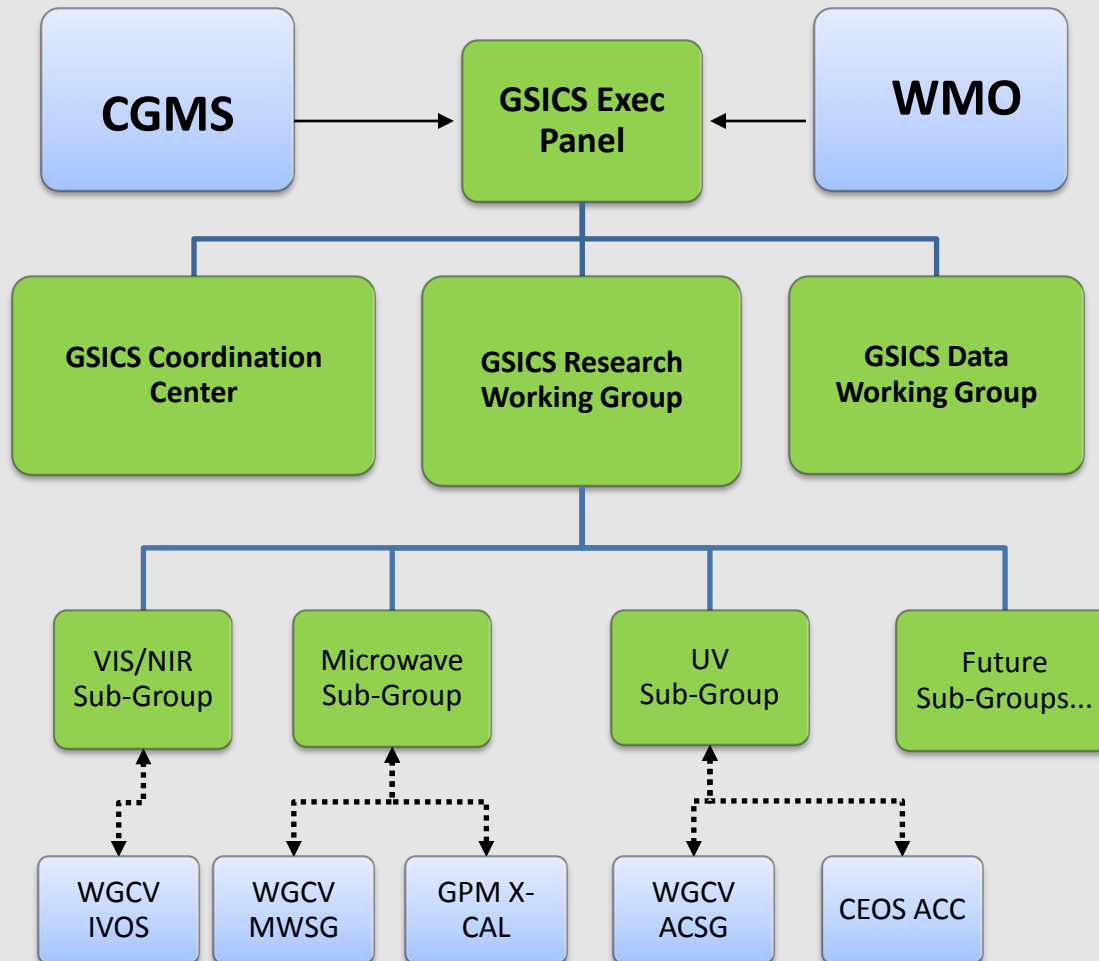 CGMS
GSICS Exec
Panel
WMO
GSICS Coordination
Center
GSICS Research
Working Group
GSICS Data
Working Group
VIS/NIR
Sub-Group
Microwave
Sub-Group
UV
Sub-Group
Future
Sub-Groups...
WGCV
IVOS
WGCV
MWSG
GPM X-
CAL
WGCV
ACSG
CEOS ACC